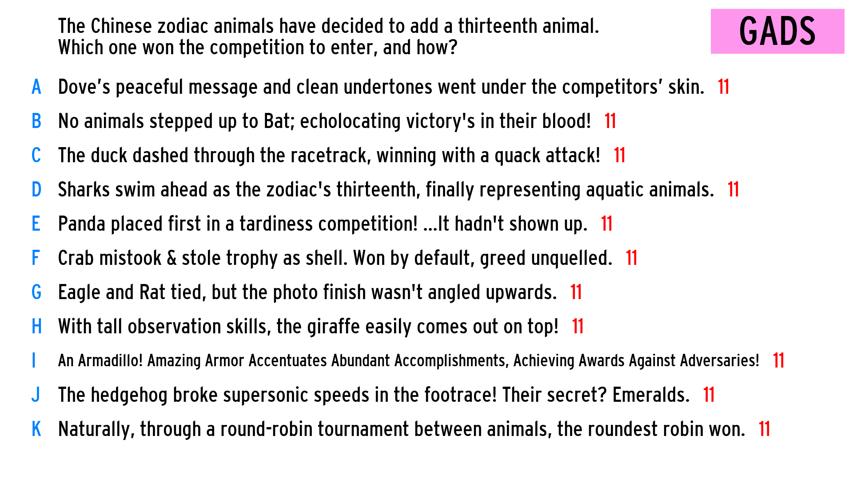 The Chinese zodiac animals have decided to add a thirteenth animal.
Which one won the competition to enter, and how?
GADS
A Dove's peaceful message and clean undertones went under the competitors' skin. 11
B No animals stepped up to Bat; echolocating victory's in their blood! 11
C The duck dashed through the racetrack, winning with a quack attack! 11
D Sharks swim ahead as the zodiac's thirteenth, finally representing aquatic animals. 11
E Panda placed first in a tardiness competition! ...It hadn't shown up. 11
F Crab mistook & stole trophy as shell. Won by default, greed unquelled. 11
G Eagle and Rat tied, but the photo finish wasn't angled upwards. 11
H With tall observation skills, the giraffe easily comes out on top! 11
I An Armadillo! Amazing Armor Accentuates Abundant Accomplishments, Achieving Awards Against Adversaries! 11
J The hedgehog broke supersonic speeds in the footrace! Their secret? Emeralds. 11
K Naturally, through a round-robin tournament between animals, the roundest robin won. 11